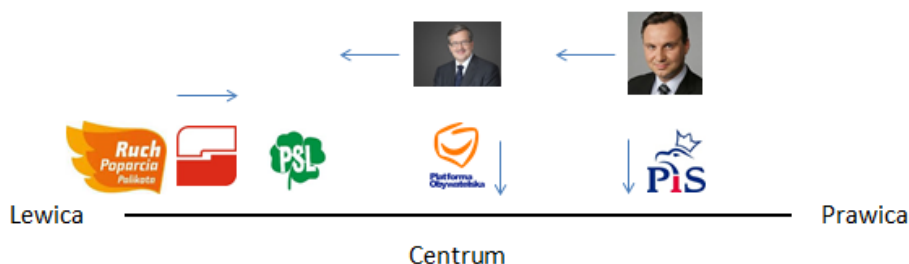 Ruch
Poparcia
Palikota
PSL
Platforma
Obywatelska
PiS
Lewica
Prawica
Centrum